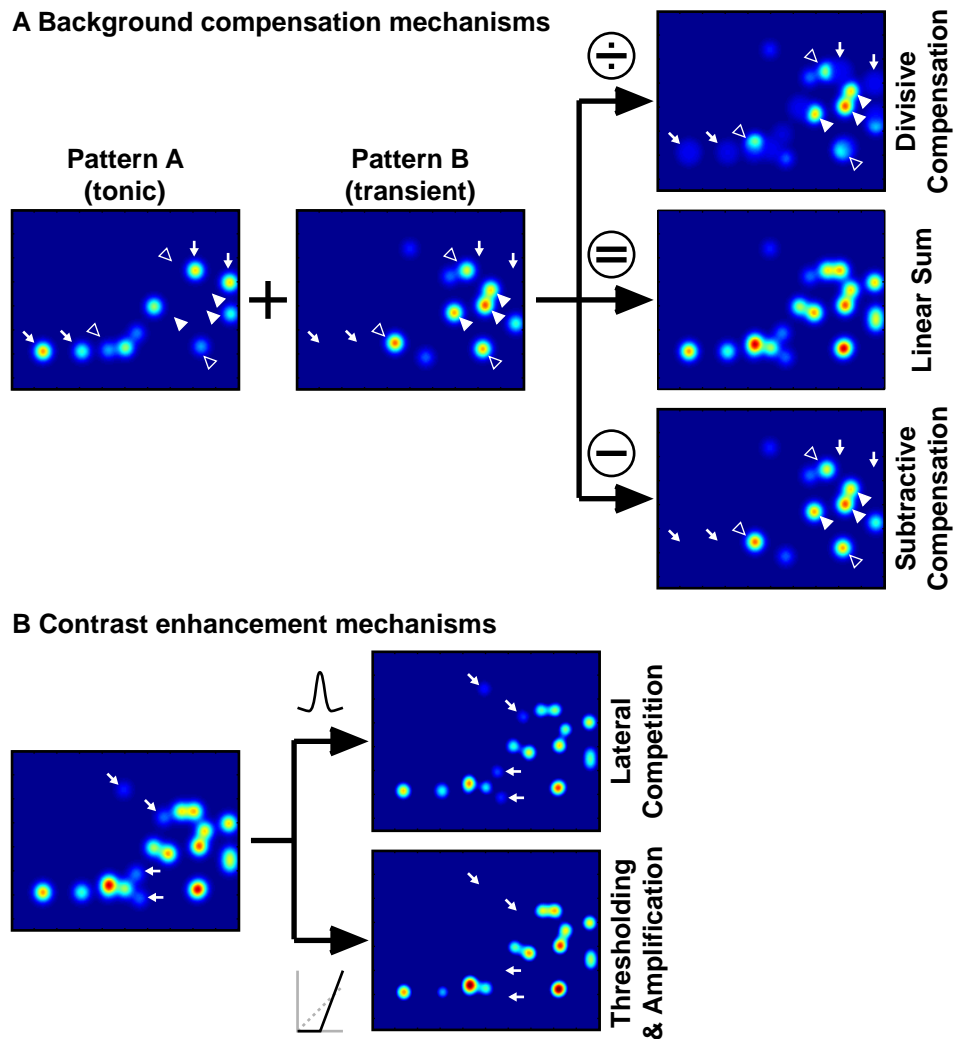 A Background compensation mechanisms
Pattern A
(tonic)
+
Pattern B
(transient)
÷
Divisive
Compensation
=
Linear Sum
−
Subtractive
Compensation
B Contrast enhancement mechanisms
Lateral
Competition
Thresholding
& Amplification